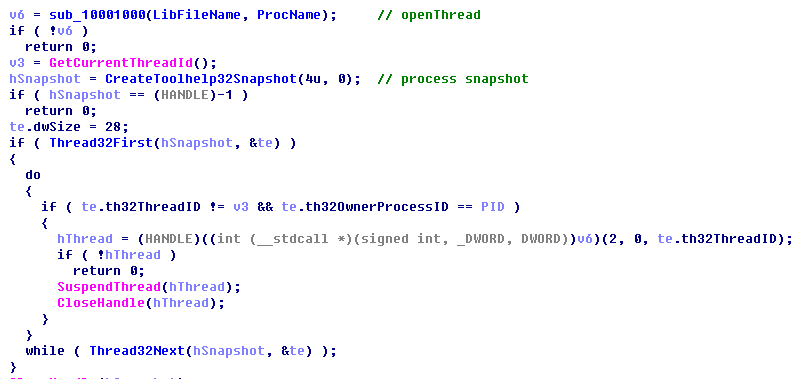 v6 = sub_10001000(LibFileName, ProcName);     // openThread
if ( !v6 )
  return 0;
v3 = GetCurrentThreadId();
hSnapshot = CreateToolhelp32Snapshot(4u, 0);  // process snapshot
if ( hSnapshot == (HANDLE)-1 )
  return 0;
te.dwSize = 28;
if ( Thread32First(hSnapshot, &te) )
{
  do
  {
    if ( te.th32ThreadID != v3 && te.th32OwnerProcessID == PID )
    {
      hThread = (HANDLE)((int (__stdcall *)(signed int, _DWORD, DWORD))v6)(2, 0, te.th32ThreadID);
      if ( !hThread )
        return 0;
      SuspendThread(hThread);
      CloseHandle(hThread);
    }
  }
  while ( Thread32Next(hSnapshot, &te) );
}